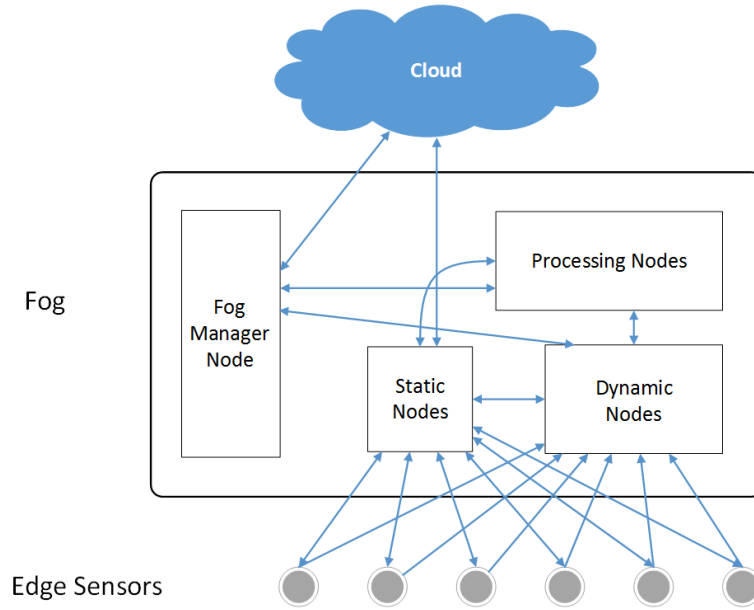 Cloud
Processing Nodes
Fog
Fog
Manager
Node
Static
Nodes
Dynamic
Nodes
Edge Sensors